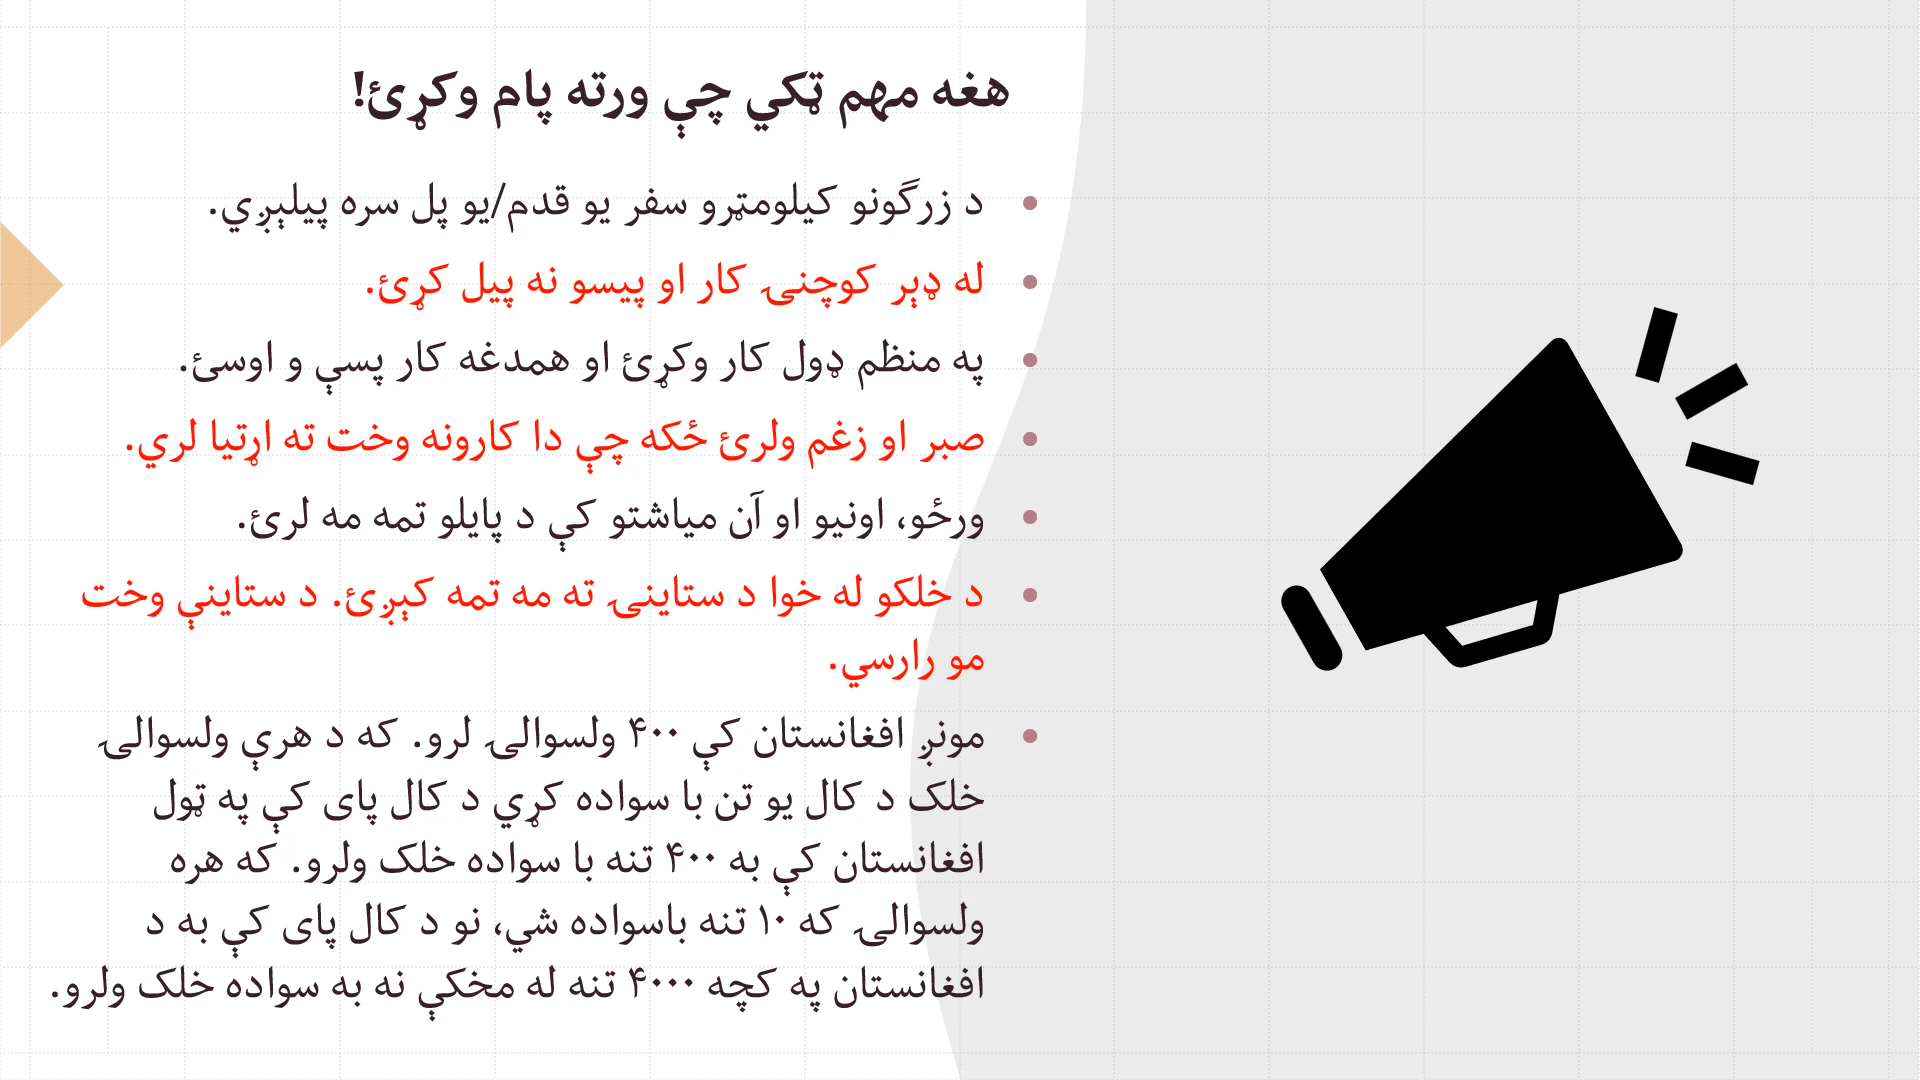 هغه مهم ټکي چې ورته پام وکړئ!
د زرګونو کیلومټرو سفر یو قدم/یو پل سره پیلېږي.
له ډېر کوچنۍ کار او پیسو نه پیل کړئ.
په منظم ډول کار وکړئ او همدغه کار پسې و اوسئ.
صبر او زغم ولرئ ځکه چې دا کارونه وخت ته اړتیا لري.
ورځو، اونیو او آن میاشتو کې د پایلو تمه مه لرئ.
د خلکو له خوا د ستاینۍ ته مه تمه کېږئ. د ستاینې وخت
مو رارسي.
مونږ افغانستان کې ۴۰۰ ولسوالۍ لرو. که د هرې ولسوالۍ
خلک د کال یو تن با سواده کړي د کال پای کې په ټول
افغانستان کې به ۴۰۰ تنه با سواده خلک ولرو. که هره
ولسوالۍ که ۱۰ تنه باسواده شي، نو د کال پای کې به د
افغانستان په کچه ۴۰۰۰ تنه له مخکې نه به سواده خلک ولرو.